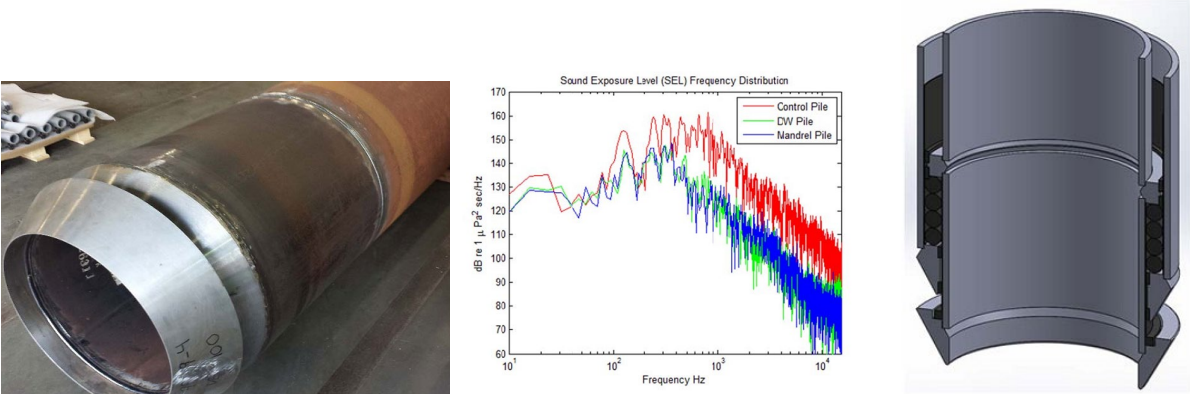 Sound Exposure Level (SEL) Frequency Distribution
170
160
150
140
130
120
110
100
90
80
70
60
dB re 1 μ Pa² sec/Hz
Control Pile
DW Pile
Nandrel Pile
10¹
10²
10³
10⁴
Frequency Hz